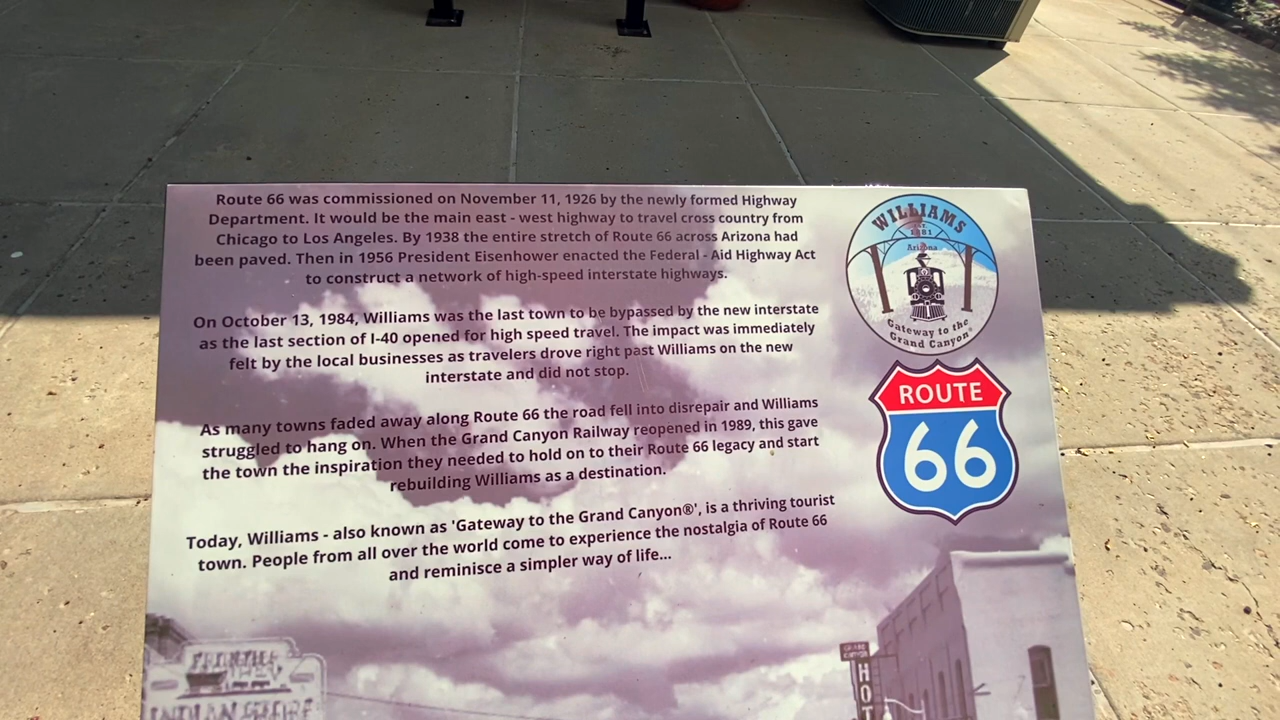 Route 66 was commissioned on November 11, 1926 by the newly formed Highway
Department. It would be the main east - west highway to travel cross country from
Chicago to Los Angeles. By 1938 the entire stretch of Route 66 across Arizona had
been paved. Then in 1956 President Eisenhower enacted the Federal - Aid Highway Act
to construct a network of high-speed interstate highways.
On October 13, 1984, Williams was the last town to be bypassed by the new interstate
as the last section of I-40 opened for high speed travel. The impact was immediately
felt by the local businesses as travelers drove right past Williams on the new
interstate and did not stop.
As many towns faded away along Route 66 the road fell into disrepair and Williams
struggled to hang on. When the Grand Canyon Railway reopened in 1989, this gave
the town the inspiration they needed to hold on to their Route 66 legacy and start
rebuilding Williams as a destination.
Today, Williams - also known as 'Gateway to the Grand Canyon®', is a thriving tourist
town. People from all over the world come to experience the nostalgia of Route 66
and reminisce a simpler way of life...
WILLIAMS
EST.
1881
Arizona
Gateway to the
Grand Canyon®
ROUTE
66
GRAND
CANYON
HOT
INDIAN